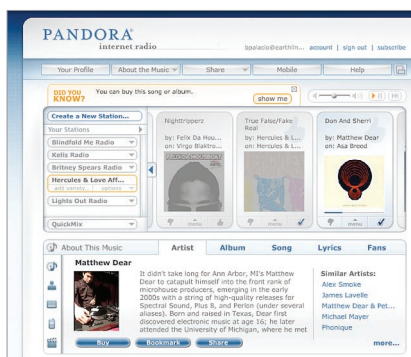 PANDORA®
internet radio
bpalacio@earthlin... account | sign out | subscribe
Your Profile
About the Music
Share
Mobile
Help
DID YOU KNOW?
You can buy this song or album.
show me
Create a New Station...
Your Stations
Blindfold Me Radio
Kelis Radio
Britney Spears Radio
Hercules & Love Aff...
add variety... options
Lights Out Radio
QuickMix
Nighttripperz
by: Felix Da Hou...
on: Virgo Blaktro...
menu
True False/Fake Real
by: Hercules & L...
on: Hercules & L...
menu
Don And Sherri
by: Matthew Dear
on: Asa Breed
menu
About This Music
Artist
Album
Song
Lyrics
Fans
Matthew Dear
It didn't take long for Ann Arbor, MI's Matthew
Dear to catapult himself into the front rank of
microhouse producers, emerging in the early
2000s with a string of high-quality releases for
Spectral Sound, Plus 8, and Perlon (under several
aliases). Born and raised in Texas, Dear first
discovered electronic music at age 16; he later
attended the University of Michigan, where he met
Similar Artists:
Alex Smoke
James Lavelle
Matthew Dear & Pet...
Michael Mayer
Phonique
more...
Buy
Bookmark
Share